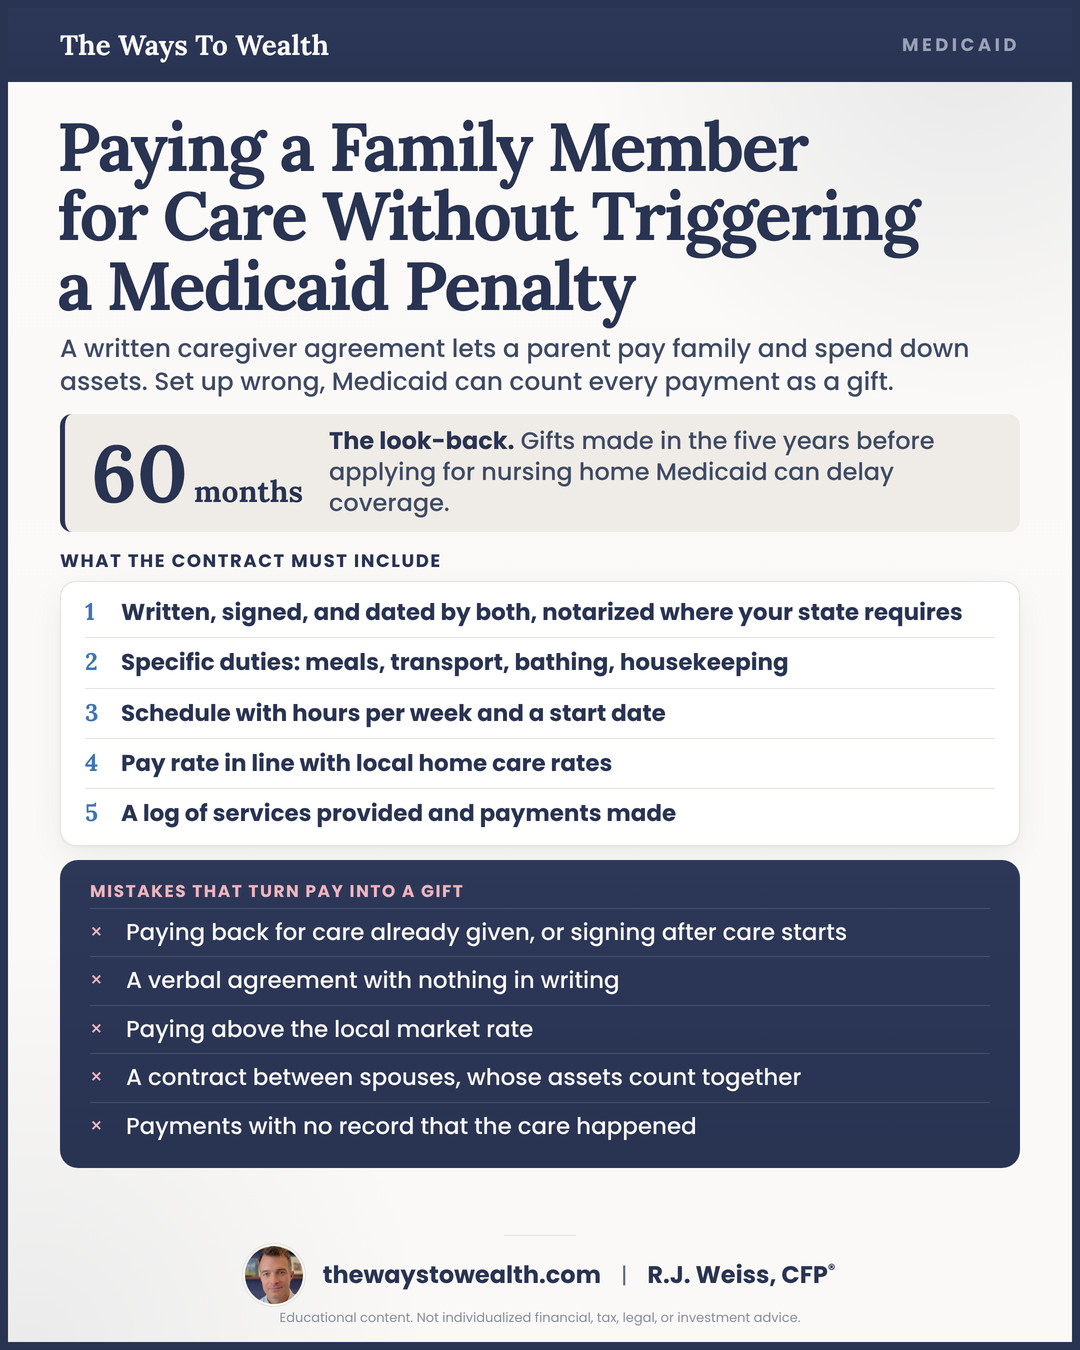 The Ways To Wealth
MEDICAID
Paying a Family Member
for Care Without Triggering
a Medicaid Penalty
A written caregiver agreement lets a parent pay family and spend down
assets. Set up wrong, Medicaid can count every payment as a gift.
60 months
The look-back. Gifts made in the five years before
applying for nursing home Medicaid can delay
coverage.
WHAT THE CONTRACT MUST INCLUDE
1 Written, signed, and dated by both, notarized where your state requires
2 Specific duties: meals, transport, bathing, housekeeping
3 Schedule with hours per week and a start date
4 Pay rate in line with local home care rates
5 A log of services provided and payments made
MISTAKES THAT TURN PAY INTO A GIFT
× Paying back for care already given, or signing after care starts
× A verbal agreement with nothing in writing
× Paying above the local market rate
× A contract between spouses, whose assets count together
× Payments with no record that the care happened
thewaystowealth.com | R.J. Weiss, CFP®
Educational content. Not individualized financial, tax, legal, or investment advice.